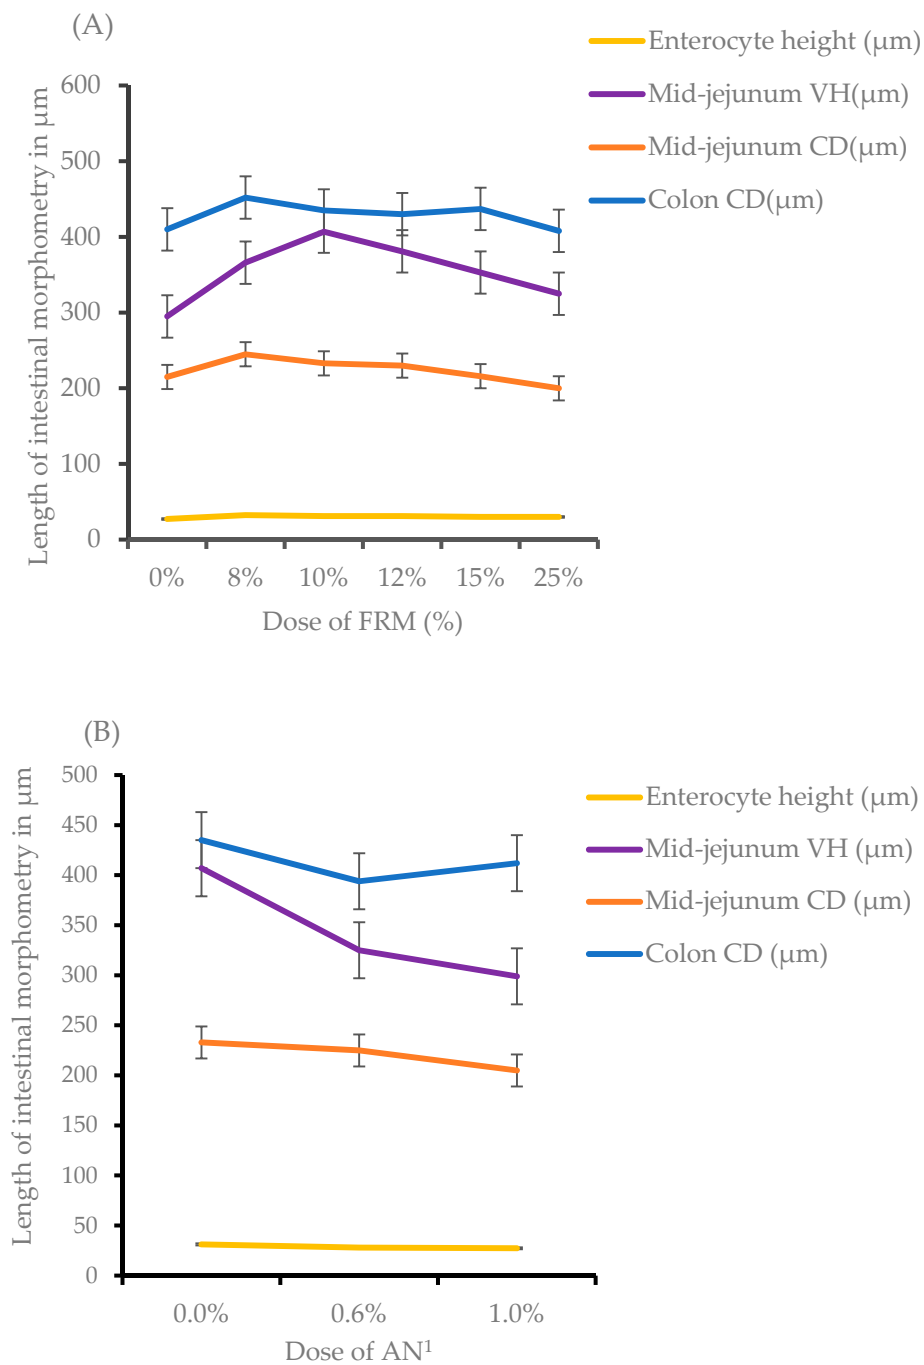 (A)
Enterocyte height (µm)
Mid-jejunum VH(µm)
Mid-jejunum CD(µm)
Colon CD(µm)
Length of intestinal morphometry in µm
600
500
400
300
200
100
0
0% 8% 10% 12% 15% 25%
Dose of FRM (%)
(B)
Enterocyte height (µm)
Mid-jejunum VH (µm)
Mid-jejunum CD (µm)
Colon CD (µm)
Length of intestinal morphometry in µm
500
450
400
350
300
250
200
150
100
50
0
0.0% 0.6% 1.0%
Dose of AN¹